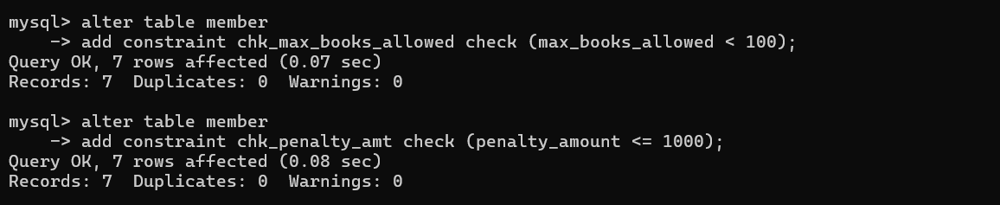 mysql> alter table member
    -> add constraint chk_max_books_allowed check (max_books_allowed < 100);
Query OK, 7 rows affected (0.07 sec)
Records: 7  Duplicates: 0  Warnings: 0

mysql> alter table member
    -> add constraint chk_penalty_amt check (penalty_amount <= 1000);
Query OK, 7 rows affected (0.08 sec)
Records: 7  Duplicates: 0  Warnings: 0